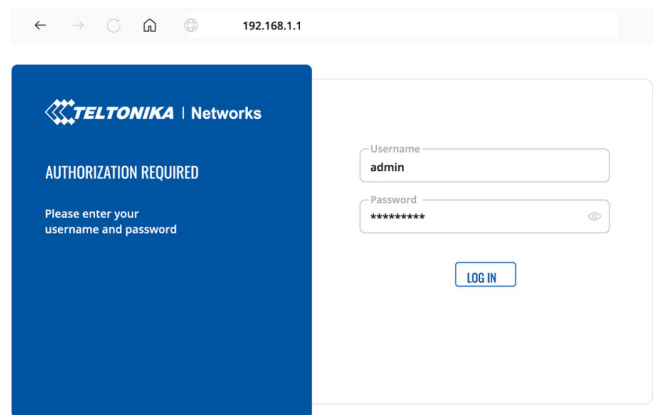 192.168.1.1
TELTONIKA | Networks
AUTHORIZATION REQUIRED
Please enter your
username and password
Username
admin
Password
*********
LOG IN